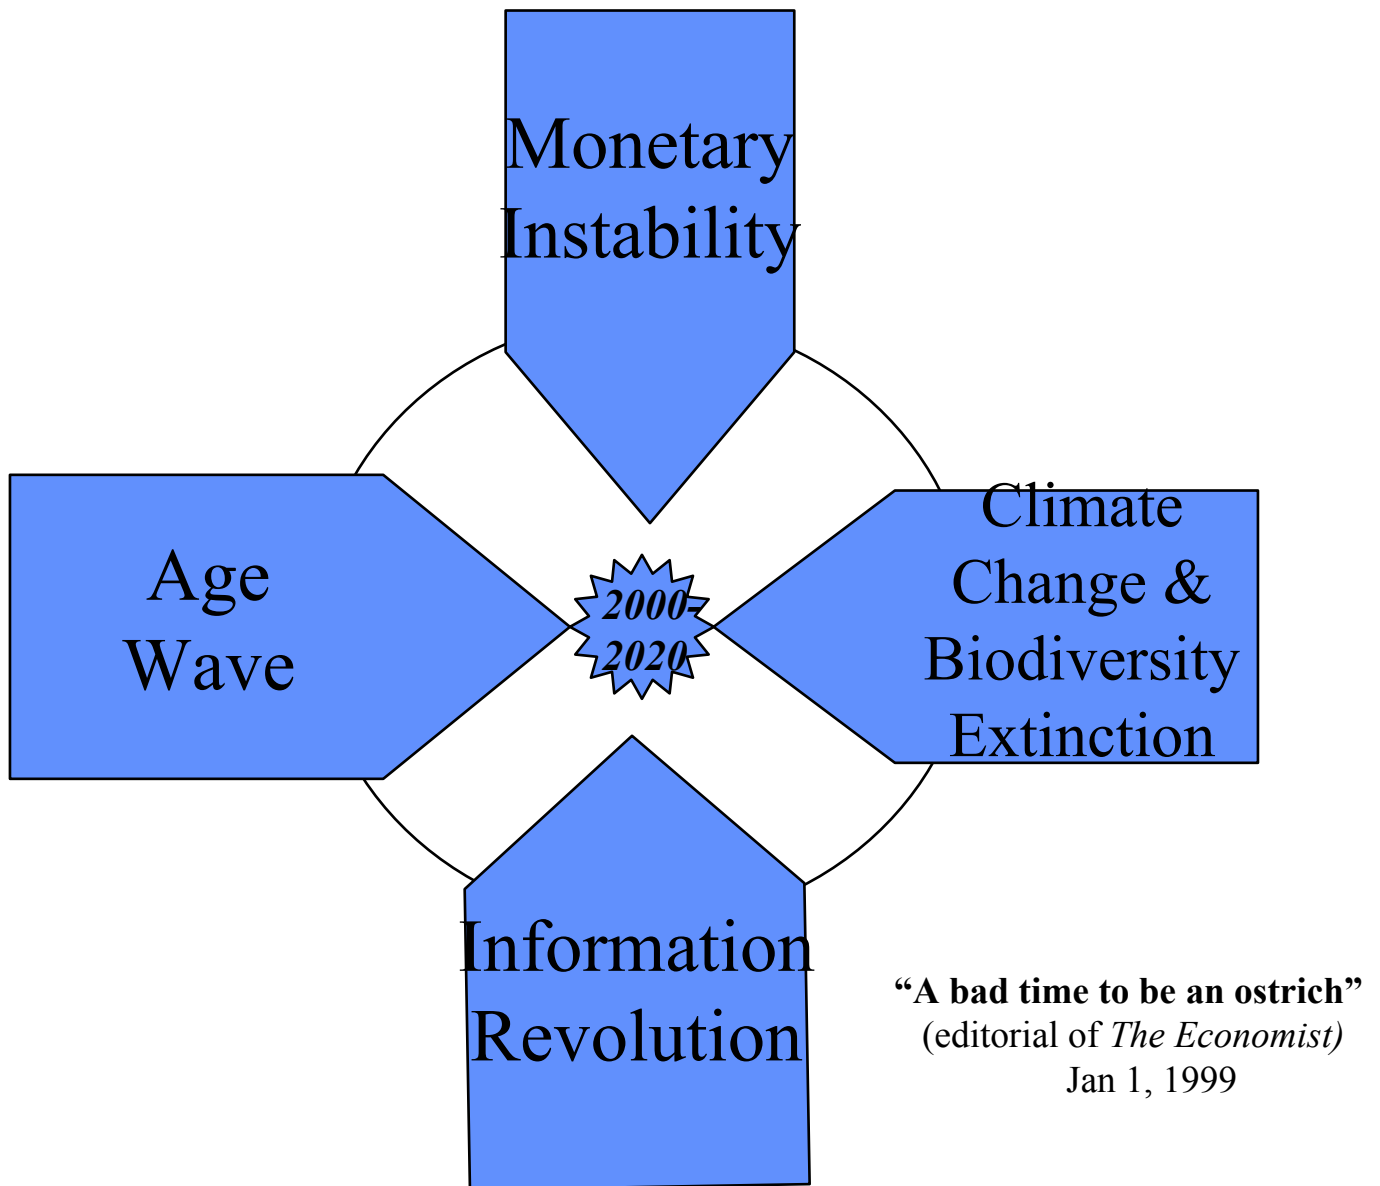 Monetary
Instability
Age
Wave
2000-
2020
Climate
Change &
Biodiversity
Extinction
Information
Revolution
“A bad time to be an ostrich”
(editorial of The Economist)
Jan 1, 1999